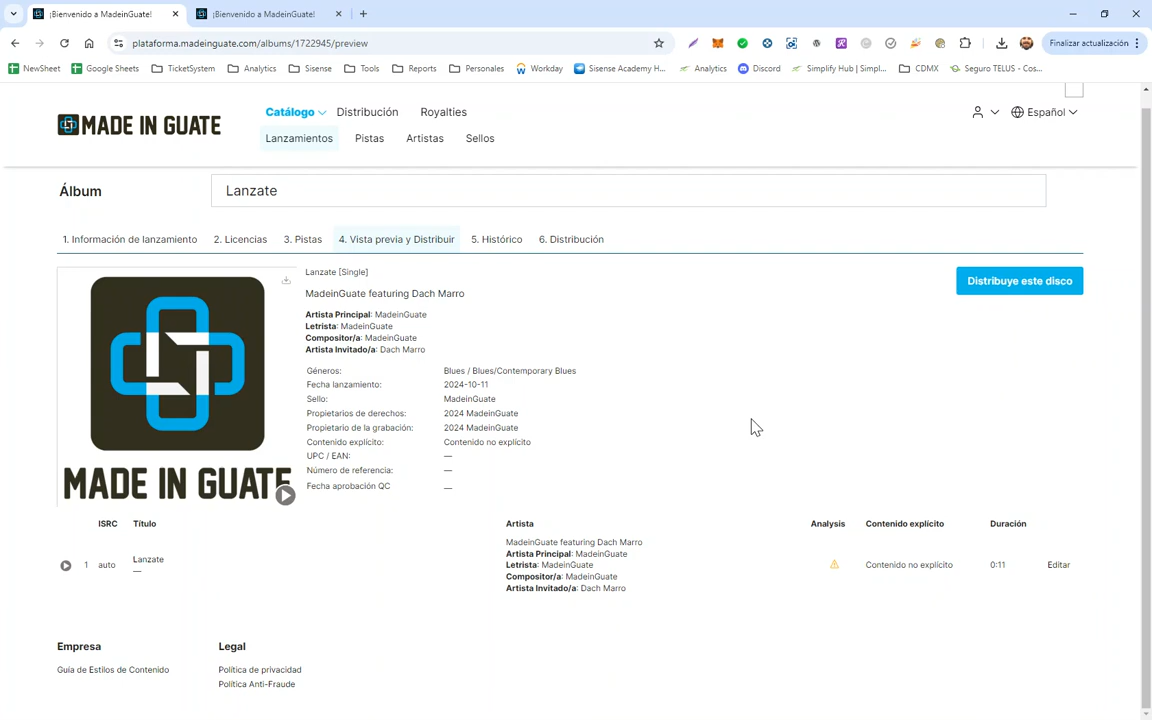 ¡Bienvenido a MadeinGuate!
¡Bienvenido a MadeinGuate!
plataforma.madeinguate.com/albums/1722945/preview
Finalizar actualización
NewSheet
Google Sheets
TicketSystem
Analytics
Sisense
Tools
Reports
Personales
Workday
Sisense Academy H...
Analytics
Discord
Simplify Hub | Simpl...
CDMX
Seguro TELUS - Cos...
MADE IN GUATE
Catálogo
Distribución
Royalties
Español
Lanzamientos
Pistas
Artistas
Sellos
Álbum
Lanzate
1. Información de lanzamiento
2. Licencias
3. Pistas
4. Vista previa y Distribuir
5. Histórico
6. Distribución
Lanzate [Single]
Distribuye este disco
MadeinGuate featuring Dach Marro
Artista Principal: MadeinGuate
Letrista: MadeinGuate
Compositor/a: MadeinGuate
Artista Invitado/a: Dach Marro
Géneros: Blues / Blues/Contemporary Blues
Fecha lanzamiento: 2024-10-11
Sello: MadeinGuate
Propietarios de derechos: 2024 MadeinGuate
Propietario de la grabación: 2024 MadeinGuate
Contenido explícito: Contenido no explícito
UPC / EAN: —
Número de referencia: —
Fecha aprobación QC —
MADE IN GUATE
ISRC Título Artista Analysis Contenido explícito Duración
1 auto Lanzate
—
MadeinGuate featuring Dach Marro
Artista Principal: MadeinGuate
Letrista: MadeinGuate
Compositor/a: MadeinGuate
Artista Invitado/a: Dach Marro
Contenido no explícito
0:11
Editar
Empresa
Legal
Guía de Estilos de Contenido
Política de privacidad
Política Anti-Fraude